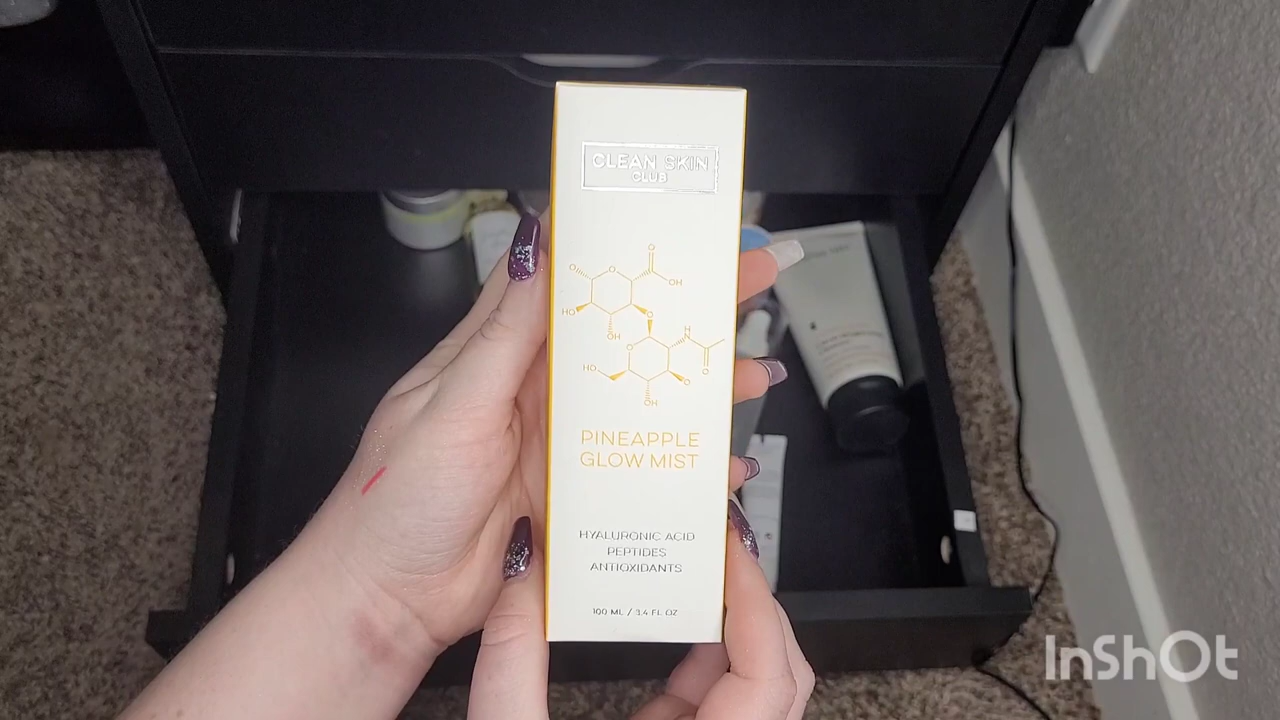 CLEAN SKIN
CLUB
O
OH
O
O
HO
OH
O
H
N
O
O
HO
O
OH
PINEAPPLE
GLOW MIST
HYALURONIC ACID
PEPTIDES
ANTIOXIDANTS
100 ML / 3.4 FL OZ
InShOt